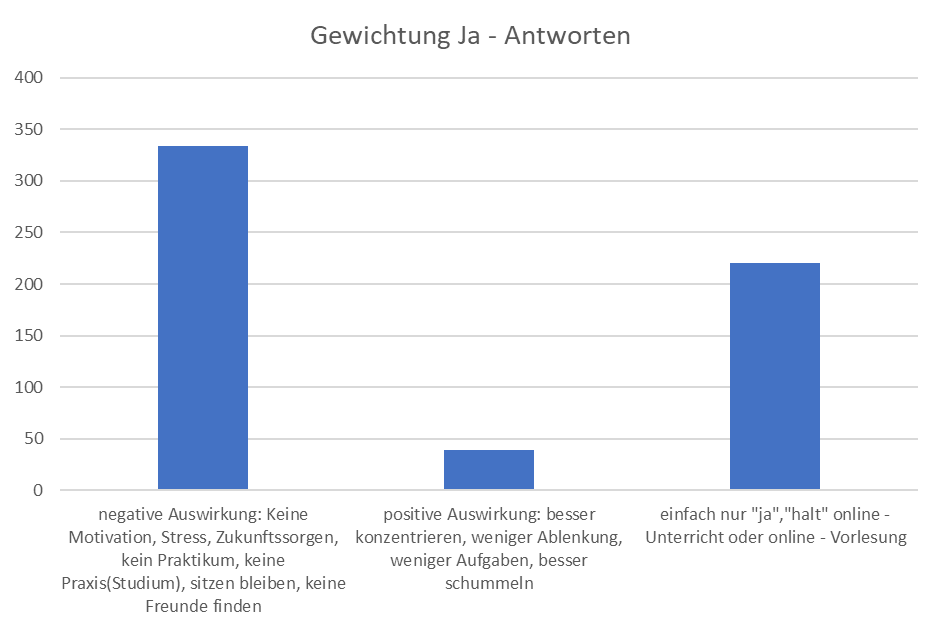 Gewichtung Ja - Antworten
400
350
300
250
200
150
100
50
0
negative Auswirkung: Keine
Motivation, Stress, Zukunftssorgen,
kein Praktikum, keine
Praxis(Studium), sitzen bleiben, keine
Freunde finden
positive Auswirkung: besser
konzentrieren, weniger Ablenkung,
weniger Aufgaben, besser
schummeln
einfach nur "ja","halt" online -
Unterricht oder online - Vorlesung